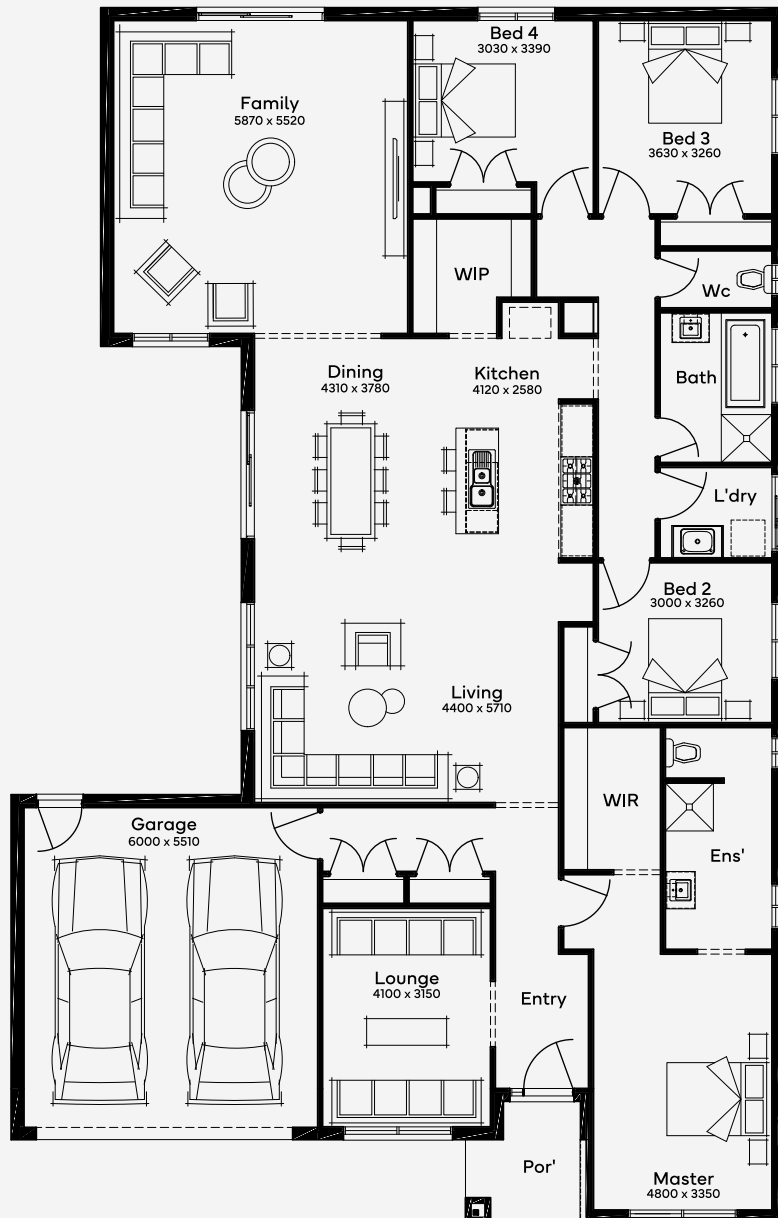 Bed 4
3030 x 3390
Family
5870 x 5520
Bed 3
3630 x 3260
WIP
Wc
Dining
4310 x 3780
Kitchen
4120 x 2580
Bath
L'dry
Bed 2
3000 x 3260
Living
4400 x 5710
WIR
Garage
6000 x 5510
Ens'
Lounge
4100 x 3150
Entry
Por'
Master
4800 x 3350